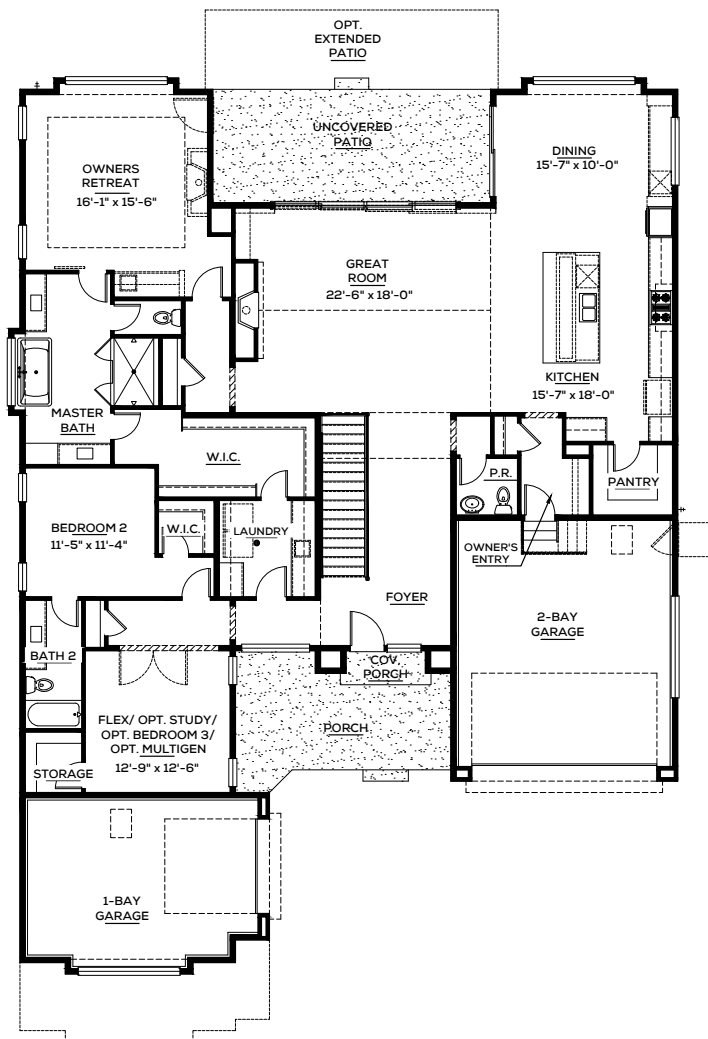 OPT.
EXTENDED
PATIO
UNCOVERED
PATIO
DINING
15'-7" x 10'-0"
OWNERS
RETREAT
16'-1" x 15'-6"
GREAT
ROOM
22'-6" x 18'-0"
KITCHEN
15'-7" x 18'-0"
MASTER
BATH
W.I.C.
P.R.
PANTRY
BEDROOM 2
11'-5" x 11'-4"
W.I.C.
LAUNDRY
OWNER'S
ENTRY
FOYER
2-BAY
GARAGE
BATH 2
COV.
PORCH
FLEX/ OPT. STUDY/
OPT. BEDROOM 3/
OPT. MULTIGEN
12'-9" x 12'-6"
PORCH
STORAGE
1-BAY
GARAGE